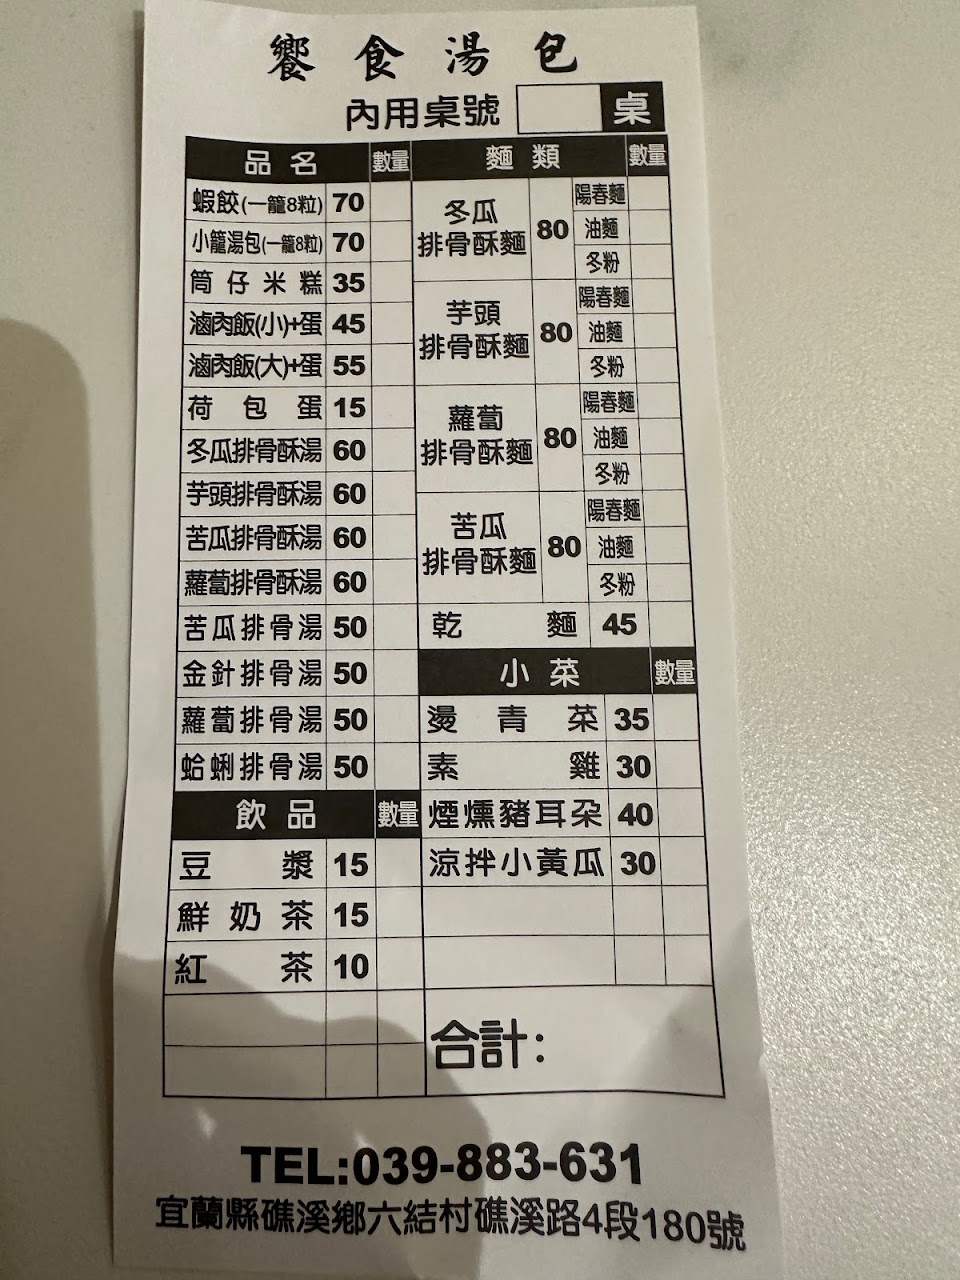 饗食湯包
內用桌號 桌
品名 數量
蝦餃(一籠8粒) 70
小籠湯包(一籠8粒) 70
筒仔米糕 35
滷肉飯(小)+蛋 45
滷肉飯(大)+蛋 55
荷包蛋 15
冬瓜排骨酥湯 60
芋頭排骨酥湯 60
苦瓜排骨酥湯 60
蘿蔔排骨酥湯 60
苦瓜排骨湯 50
金針排骨湯 50
蘿蔔排骨湯 50
蛤蜊排骨湯 50
飲品 數量
豆漿 15
鮮奶茶 15
紅茶 10
麵類 數量
冬瓜
排骨酥麵 80
陽春麵
油麵
冬粉
芋頭
排骨酥麵 80
陽春麵
油麵
冬粉
蘿蔔
排骨酥麵 80
陽春麵
油麵
冬粉
苦瓜
排骨酥麵 80
陽春麵
油麵
冬粉
乾麵 45
小菜 數量
燙青菜 35
素雞 30
煙燻豬耳朵 40
涼拌小黃瓜 30
合計:
TEL:039-883-631
宜蘭縣礁溪鄉六結村礁溪路4段180號